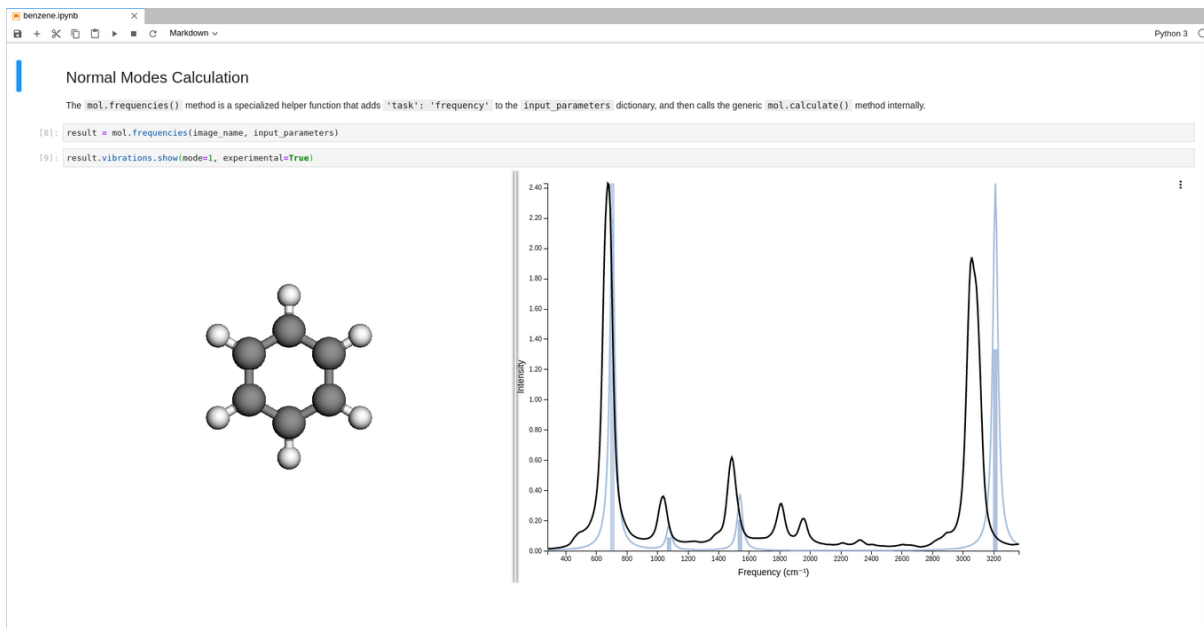 benzene.ipynb
Markdown
Python 3
Normal Modes Calculation
The mol.frequencies() method is a specialized helper function that adds 'task': 'frequency' to the input_parameters dictionary, and then calls the generic mol.calculate() method internally.
[8]: result = mol.frequencies(image_name, input_parameters)
[9]: result.vibrations.show(mode=1, experimental=True)
2.40
2.20
2.00
1.80
1.60
1.40
1.20
1.00
0.80
0.60
0.40
0.20
0.00
Intensity
400 600 800 1000 1200 1400 1600 1800 2000 2200 2400 2600 2800 3000 3200
Frequency (cm⁻¹)